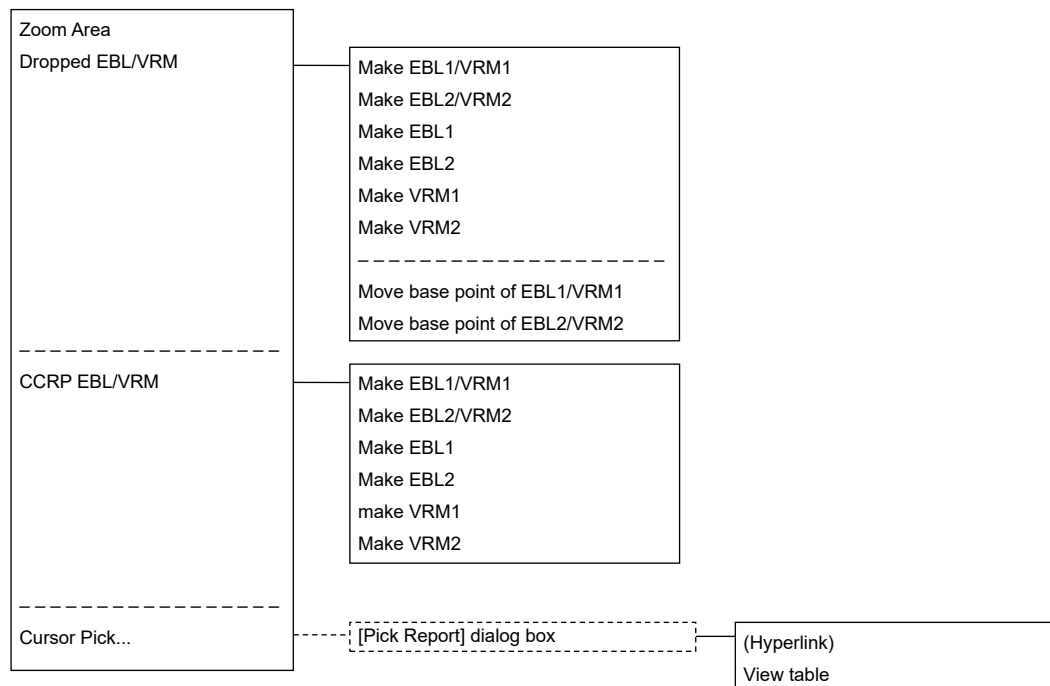 Zoom Area
Dropped EBL/VRM
Make EBL1/VRM1
Make EBL2/VRM2
Make EBL1
Make EBL2
Make VRM1
Make VRM2
Move base point of EBL1/VRM1
Move base point of EBL2/VRM2
CCRP EBL/VRM
Make EBL1/VRM1
Make EBL2/VRM2
Make EBL1
Make EBL2
make VRM1
Make VRM2
Cursor Pick...
[Pick Report] dialog box
(Hyperlink)
View table